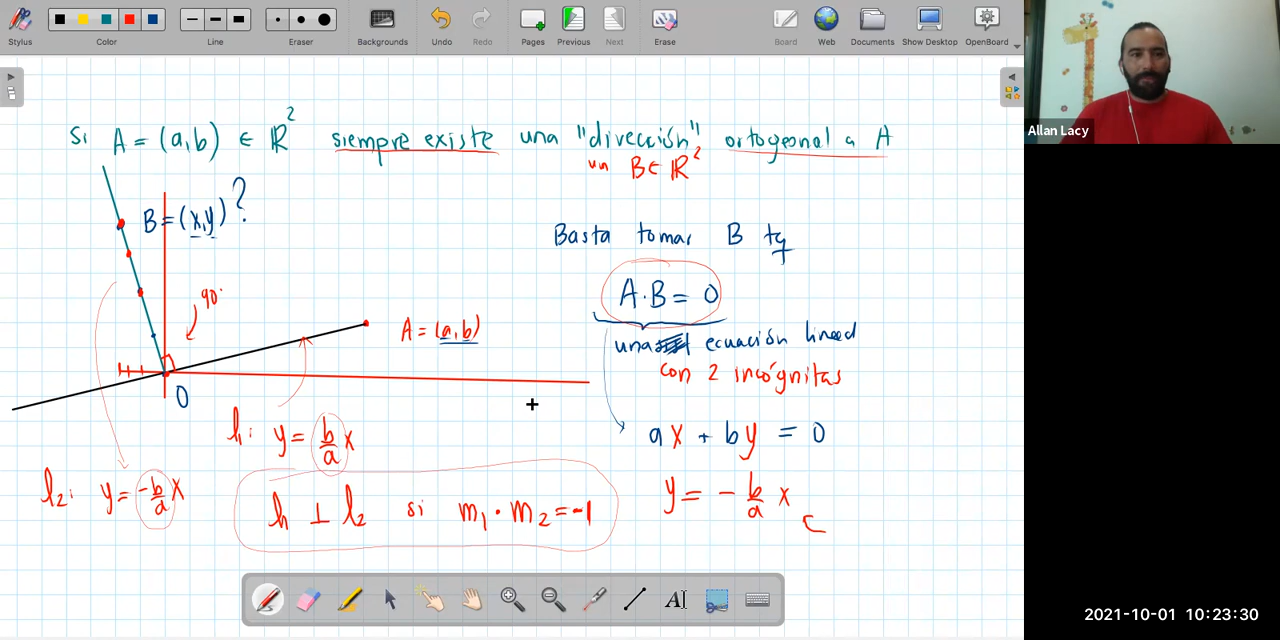 Stylus
Color
Line
Eraser
Backgrounds
Undo
Redo
Pages
Previous
Next
Erase
Board
Web
Documents
Show Desktop
OpenBoard
Allan Lacy
Si A = (a,b) ∈ ℝ² siempre existe una "dirección" ortogonal a A
un B ∈ ℝ²
B = (x,y)?
90°
A = (a,b)
O
l₁: y = b/a x
l₂: y = -b/a x
l₁ ⊥ l₂ si m₁ · m₂ = -1
Basta tomar B tq
A·B = 0
una ecuación lineal
con 2 incógnitas
ax + by = 0
y = - b/a x
2021-10-01 10:23:30